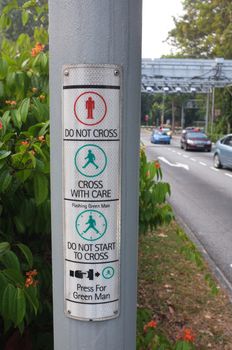 DO NOT CROSS
CROSS
WITH CARE
Flashing Green Man
DO NOT START
TO CROSS
Press For
Green Man